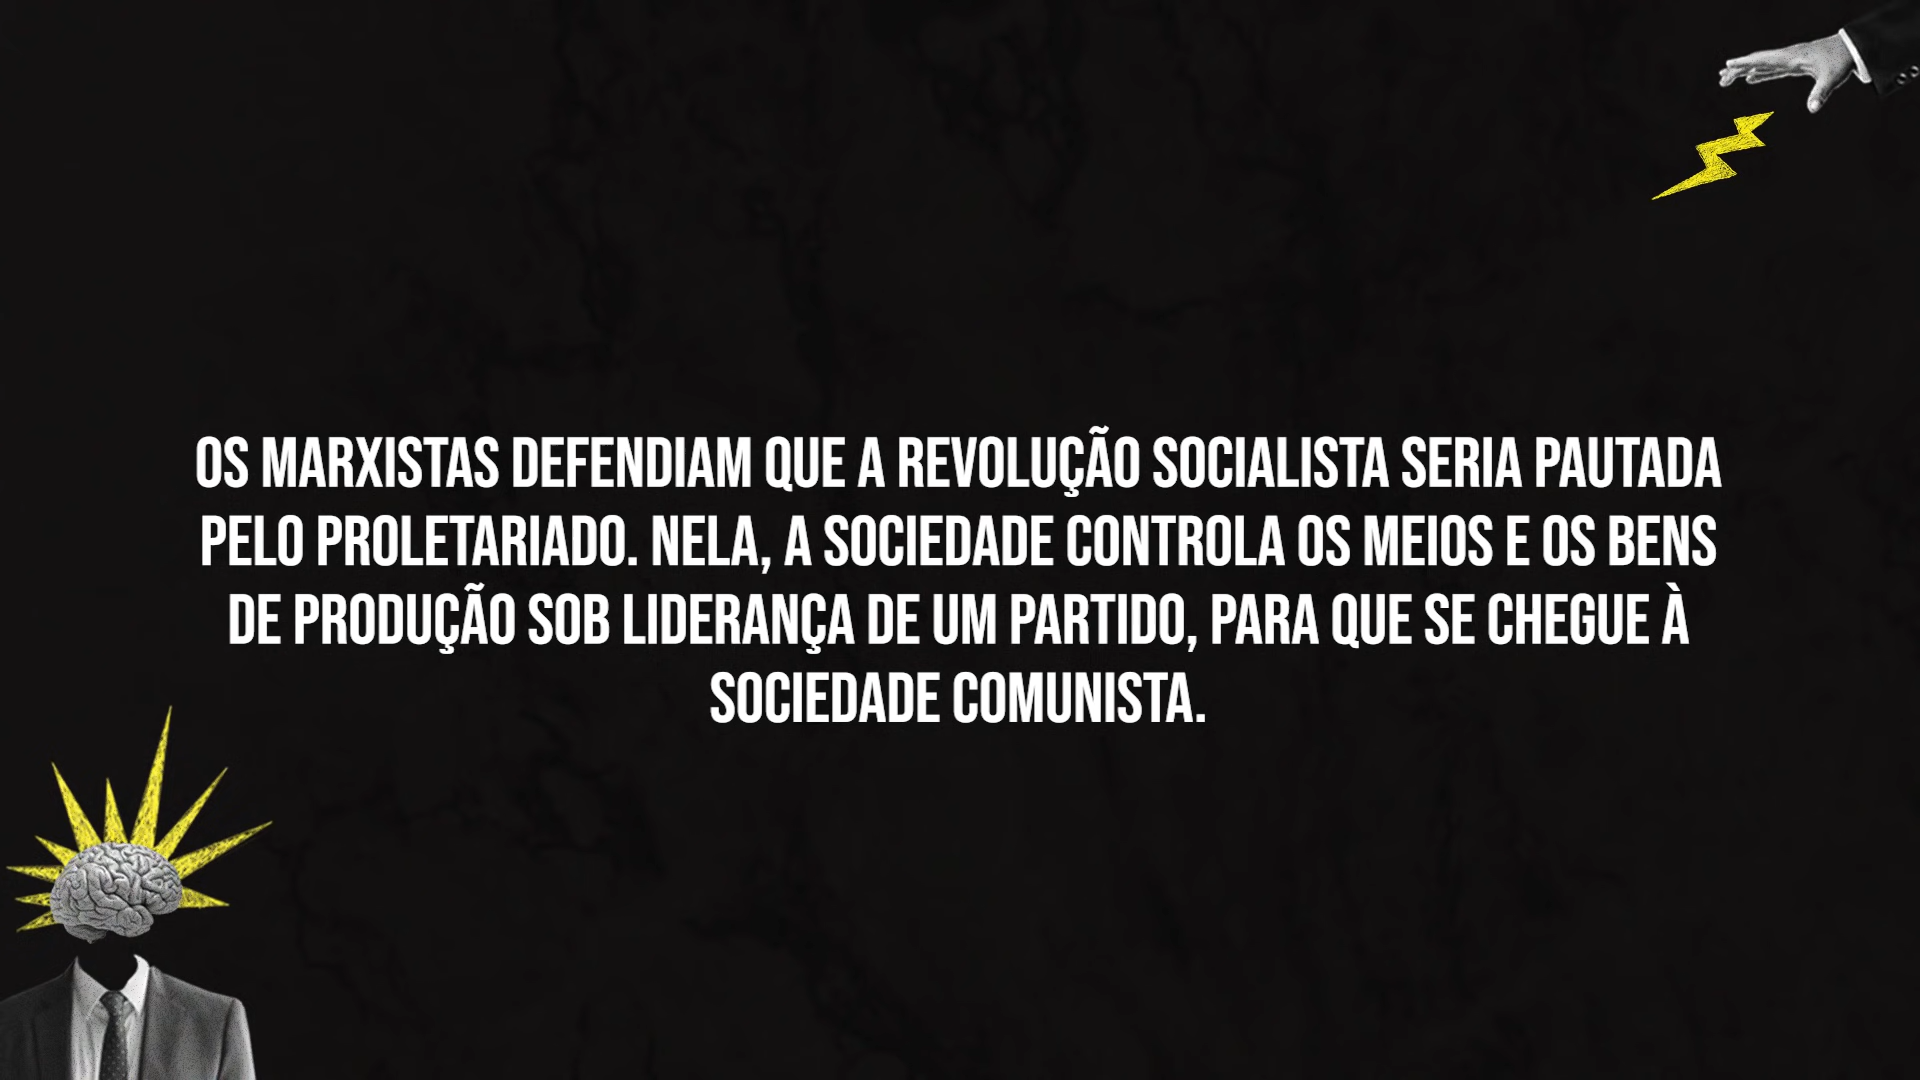 OS MARXISTAS DEFENDIAM QUE A REVOLUÇÃO SOCIALISTA SERIA PAUTADA
PELO PROLETARIADO. NELA, A SOCIEDADE CONTROLA OS MEIOS E OS BENS
DE PRODUÇÃO SOB LIDERANÇA DE UM PARTIDO, PARA QUE SE CHEGUE À
SOCIEDADE COMUNISTA.